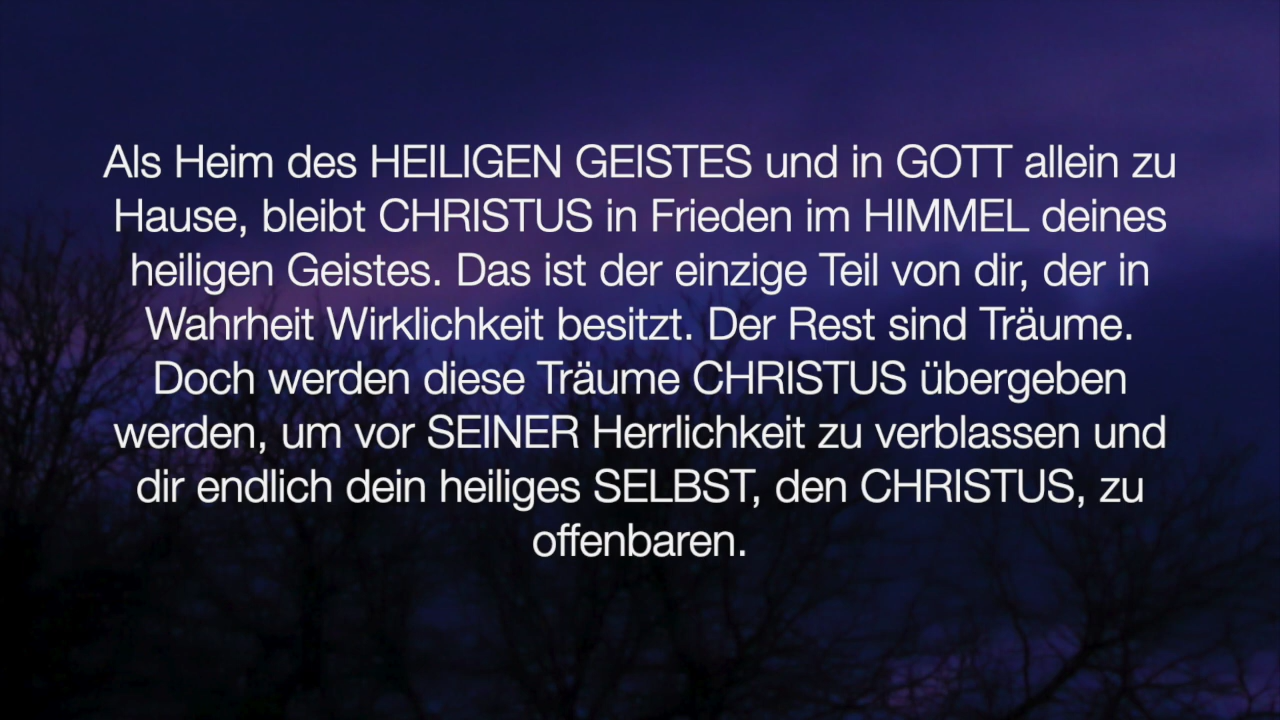 Als Heim des HEILIGEN GEISTES und in GOTT allein zu
Hause, bleibt CHRISTUS in Frieden im HIMMEL deines
heiligen Geistes. Das ist der einzige Teil von dir, der in
Wahrheit Wirklichkeit besitzt. Der Rest sind Träume.
Doch werden diese Träume CHRISTUS übergeben
werden, um vor SEINER Herrlichkeit zu verblassen und
dir endlich dein heiliges SELBST, den CHRISTUS, zu
offenbaren.